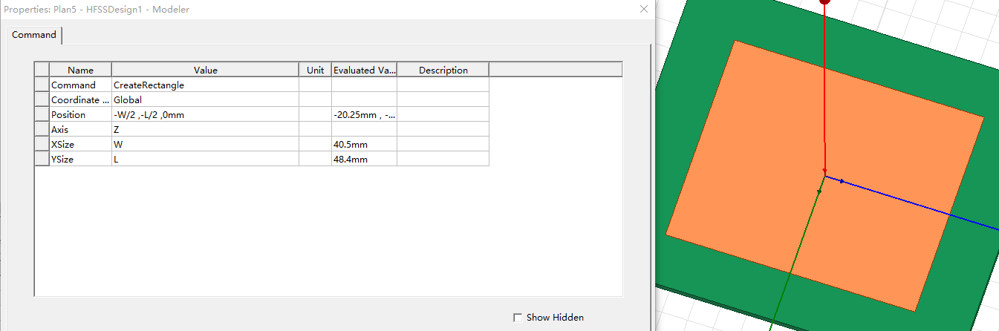 Properties: Plan5 - HFSSDesign1 - Modeler
Command
Name Value Unit Evaluated Va... Description
Command CreateRectangle
Coordinate ... Global
Position -W/2 ,-L/2 ,0mm -20.25mm , -...
Axis Z
XSize W 40.5mm
YSize L 48.4mm
Show Hidden